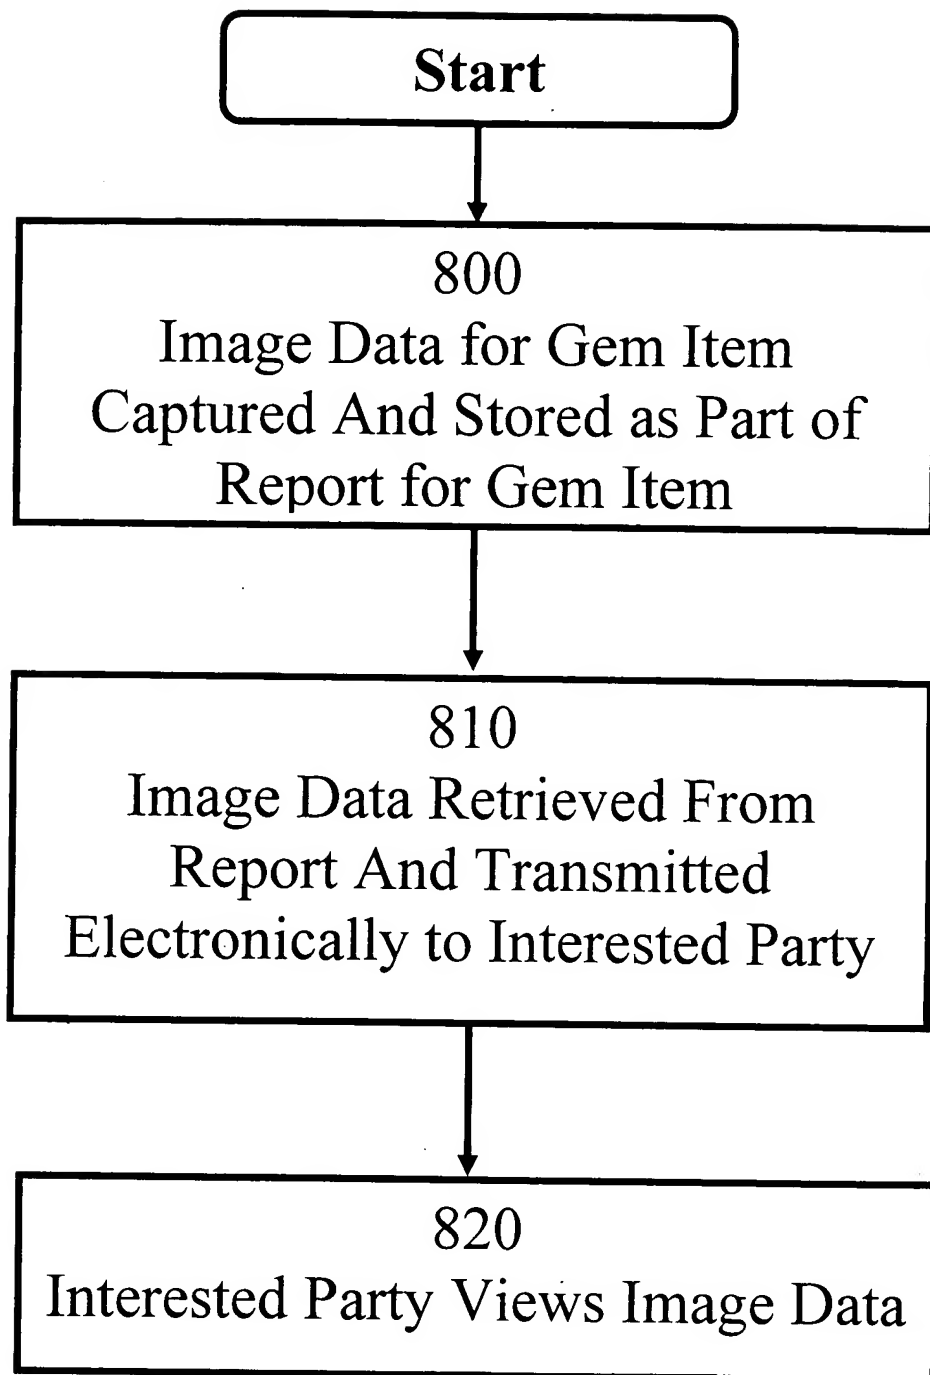 Start
800
Image Data for Gem Item
Captured And Stored as Part of
Report for Gem Item
810
Image Data Retrieved From
Report And Transmitted
Electronically to Interested Party
820
Interested Party Views Image Data